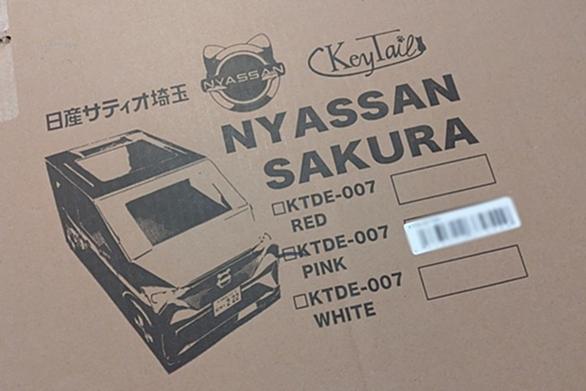 日産サティオ埼玉
NYASSAN
KeyTail
NYASSAN
SAKURA
□KTDE-007
RED
□KTDE-007
PINK
□KTDE-007
WHITE